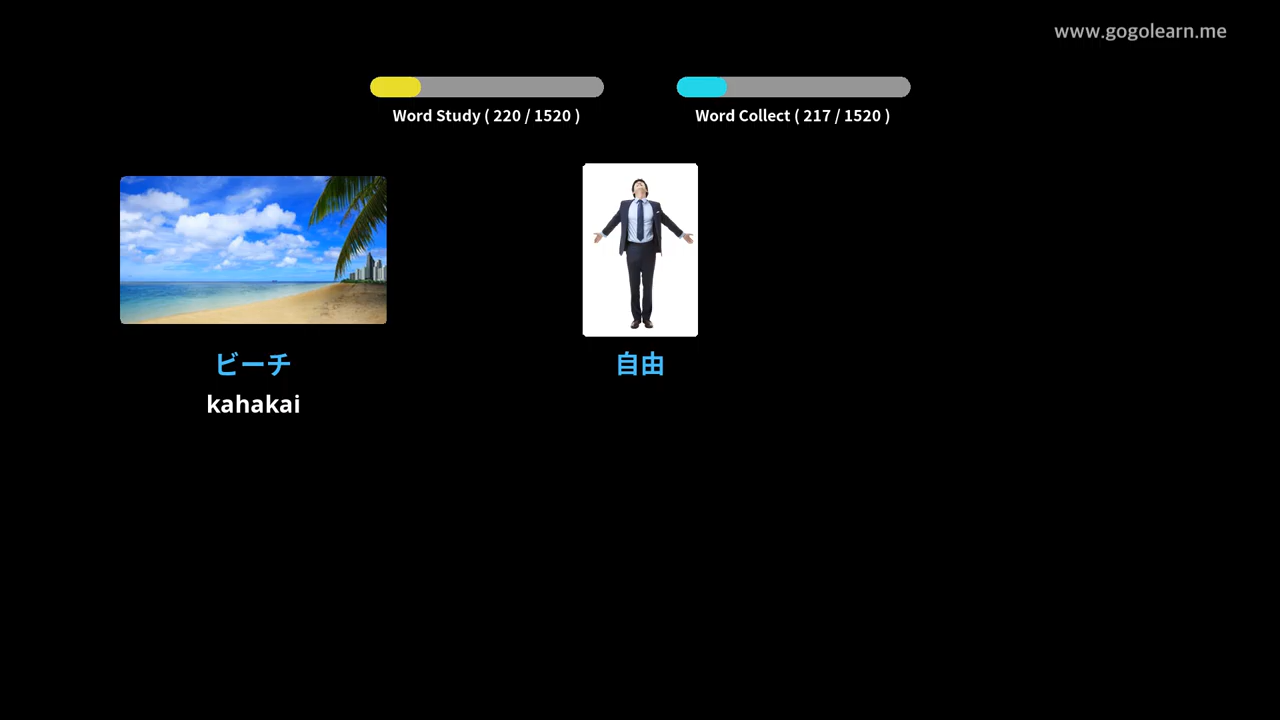 www.gogolearn.me
Word Study ( 220 / 1520 )
Word Collect ( 217 / 1520 )
ビーチ
kahakai
自由